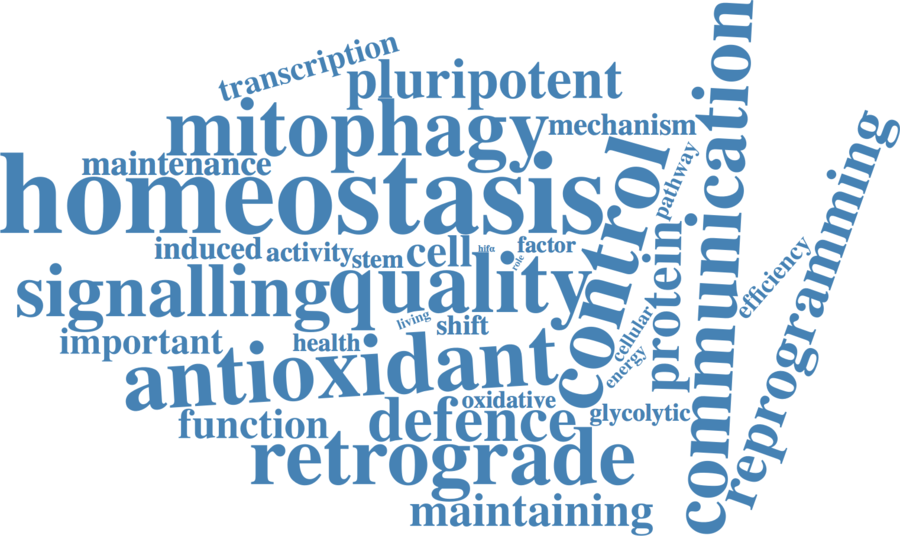 transcription
pluripotent
mitophagy
mechanism
maintenance
homeostasis
control
pathway
communication
reprogramming
induced
activity
stem
cell
hifα
role
factor
signalling
quality
protein
efficiency
living
shift
cellular
energy
important
health
antioxidant
oxidative
glycolytic
function
defence
retrograde
maintaining